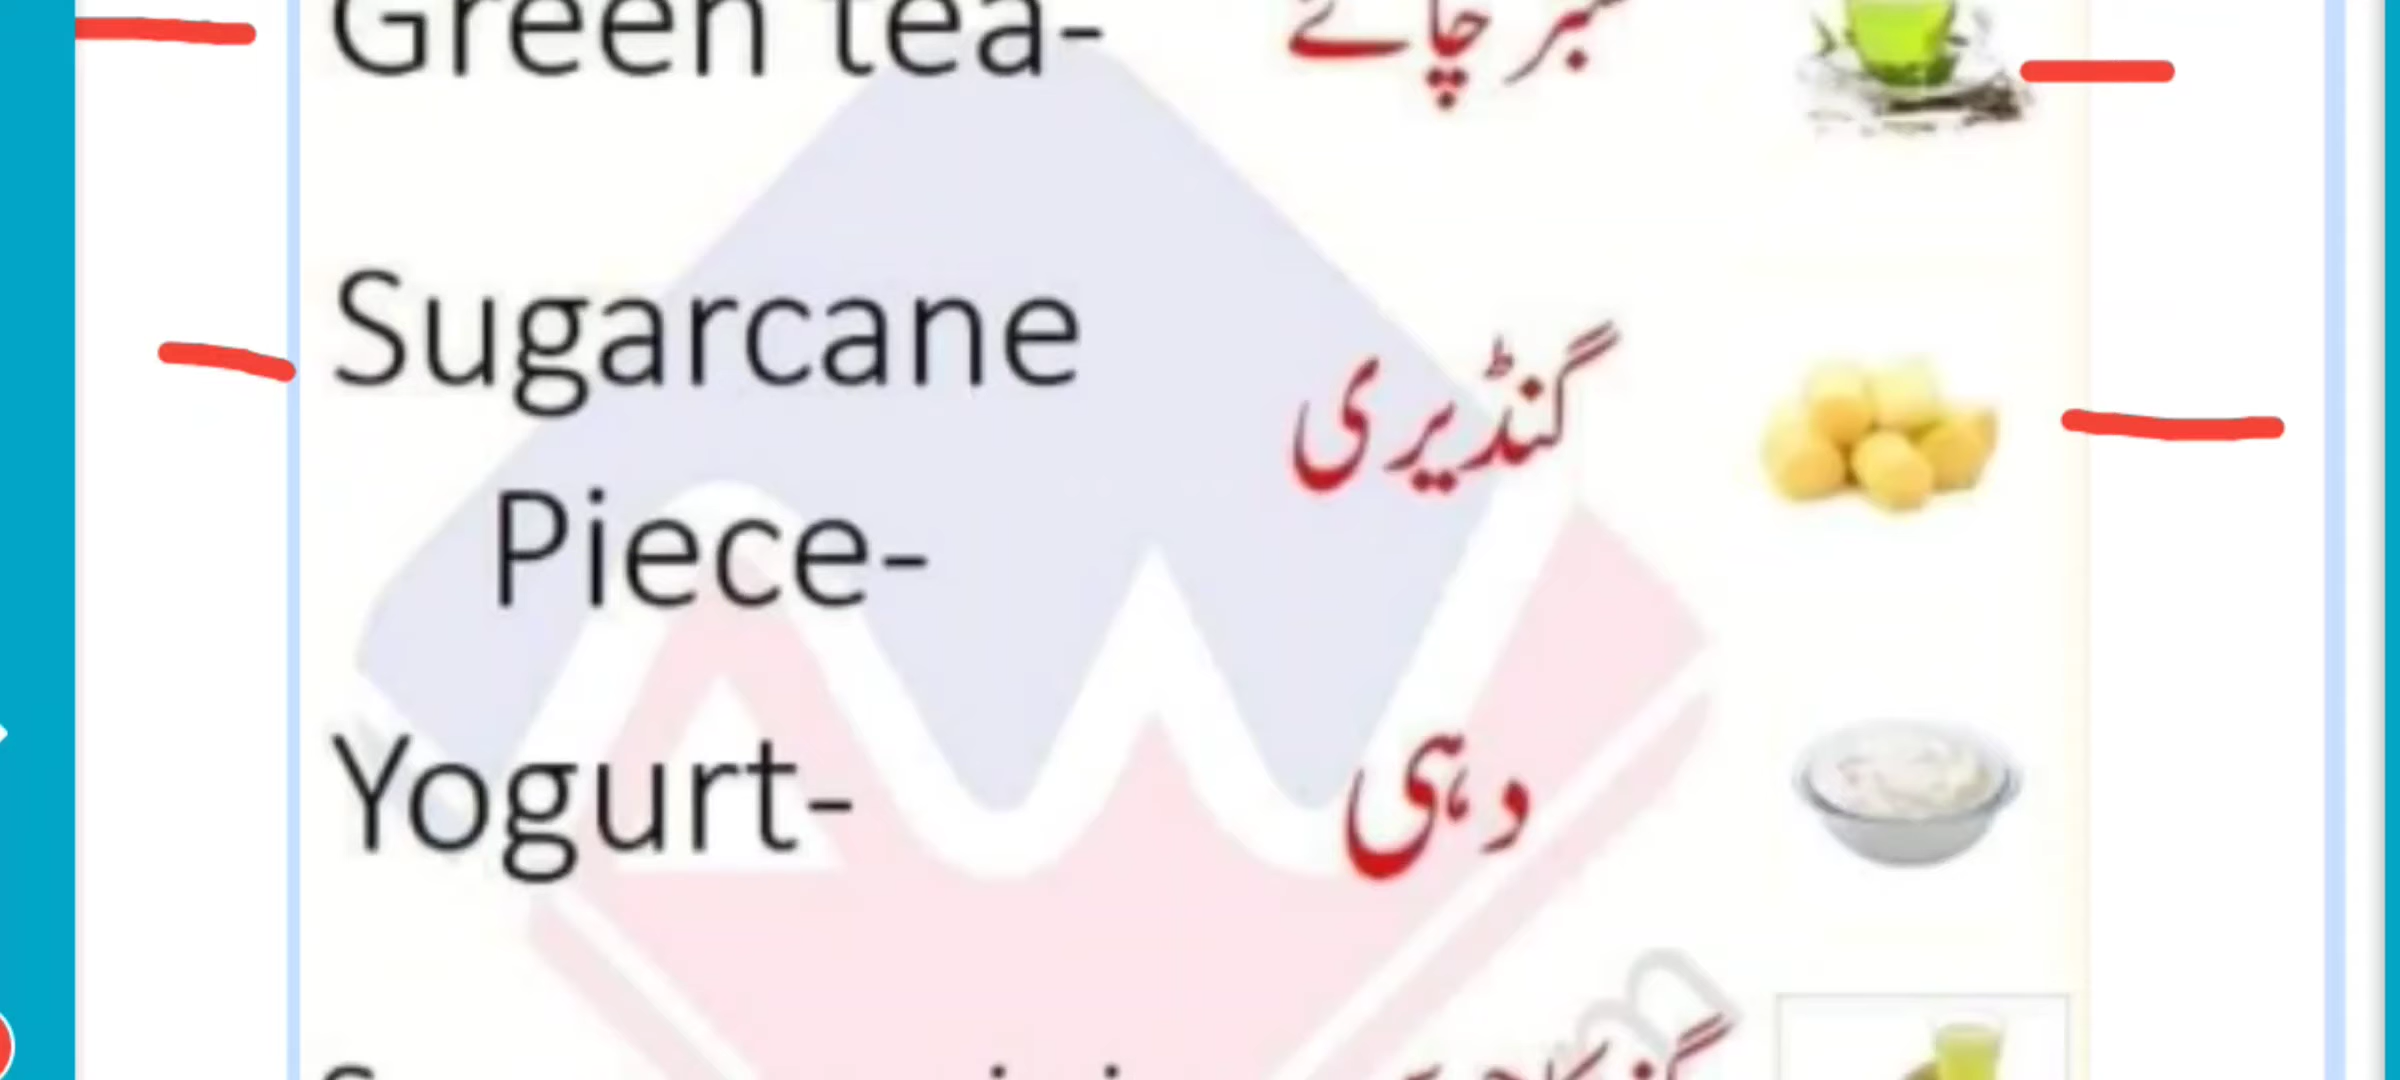 Green tea- سبز چائے
Sugarcane
Piece- گنڈیری
Yogurt- دہی